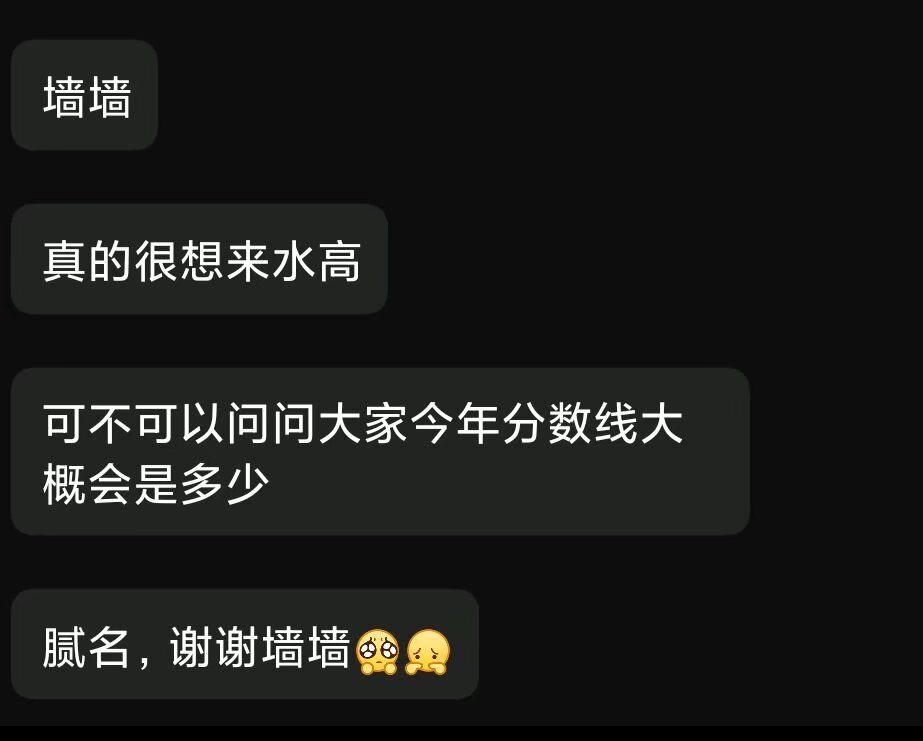 墙墙
真的很想来水高
可不可以问问大家今年分数线大
概会是多少
腻名，谢谢墙墙